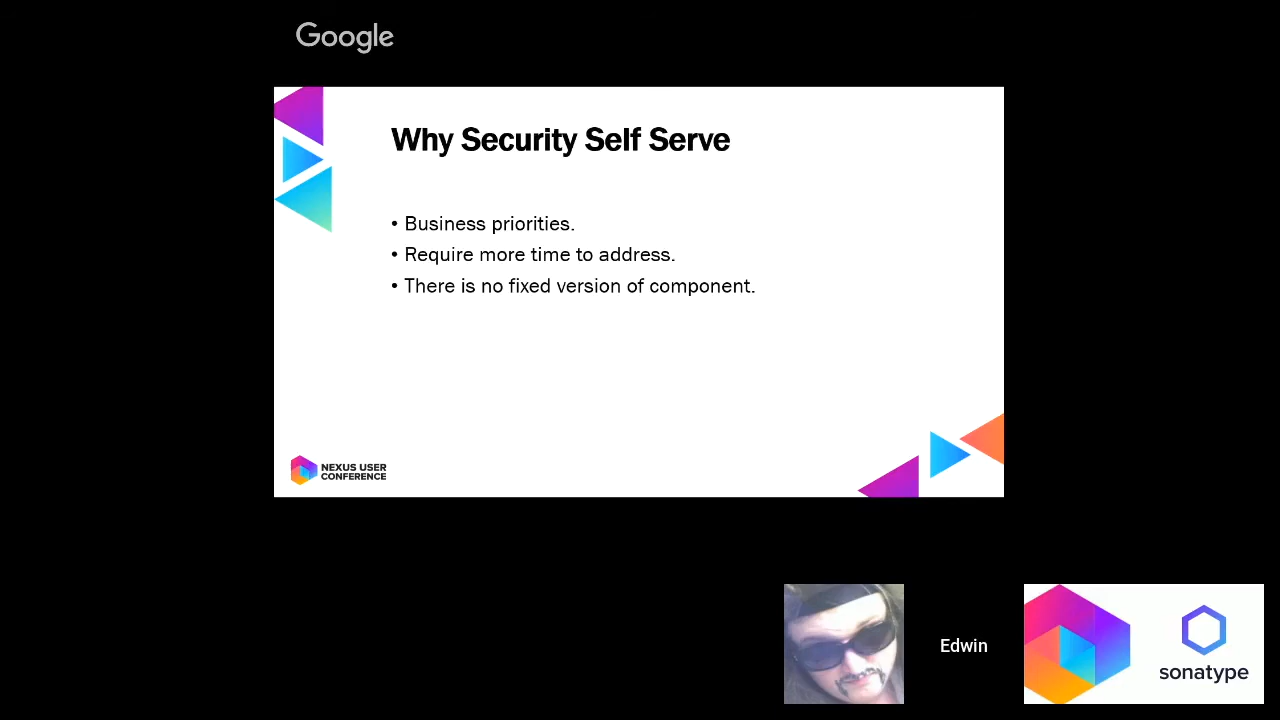 Google
Why Security Self Serve
• Business priorities.
• Require more time to address.
• There is no fixed version of component.
NEXUS USER
CONFERENCE
Edwin
sonatype